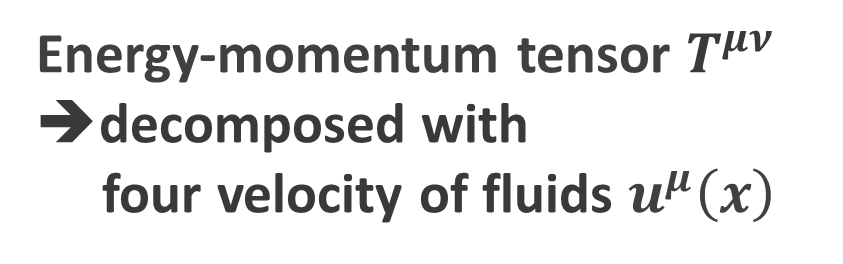 Energy-momentum tensor T^{μν}
➔decomposed with
four velocity of fluids u^μ(x)